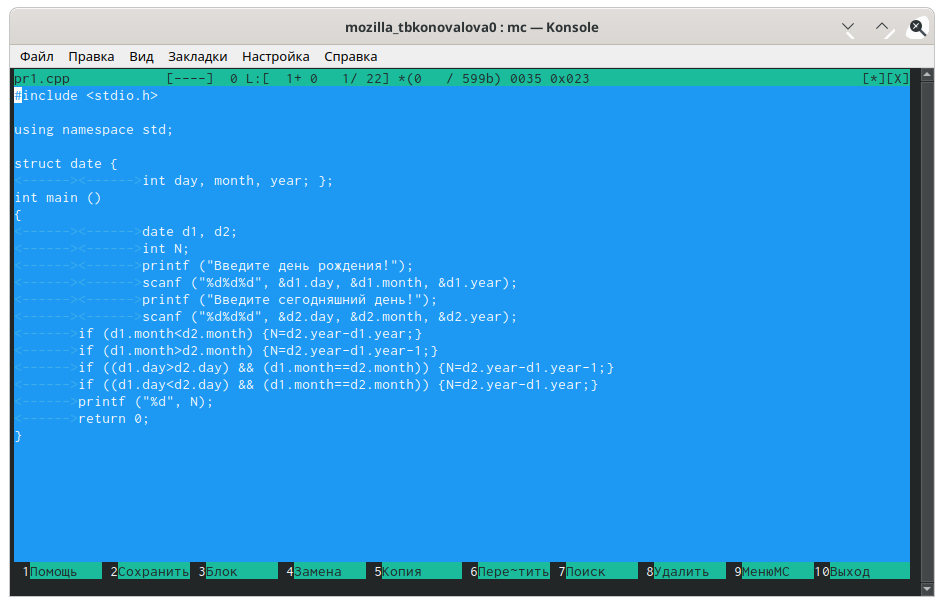 mozilla_tbkonovalova0 : mc — Konsole
Файл Правка Вид Закладки Настройка Справка
pr1.cpp [----] 0 L:[ 1+ 0 1/ 22] *(0 / 599b) 0035 0x023 [*][X]
#include <stdio.h>
using namespace std;
struct date {
<------><------>int day, month, year; };
int main ()
{
<------><------>date d1, d2;
<------><------>int N;
<------><------>printf ("Введите день рождения!");
<------><------>scanf ("%d%d%d", &d1.day, &d1.month, &d1.year);
<------><------>printf ("Введите сегодняшний день!");
<------><------>scanf ("%d%d%d", &d2.day, &d2.month, &d2.year);
<------>if (d1.month<d2.month) {N=d2.year-d1.year;}
<------>if (d1.month>d2.month) {N=d2.year-d1.year-1;}
<------>if ((d1.day>d2.day) && (d1.month==d2.month)) {N=d2.year-d1.year-1;}
<------>if ((d1.day<d2.day) && (d1.month==d2.month)) {N=d2.year-d1.year;}
<------>printf ("%d", N);
<------>return 0;
}
1Помощь 2Сохранить 3Блок 4Замена 5Копия 6Пере~тить 7Поиск 8Удалить 9МенюMC 10Выход